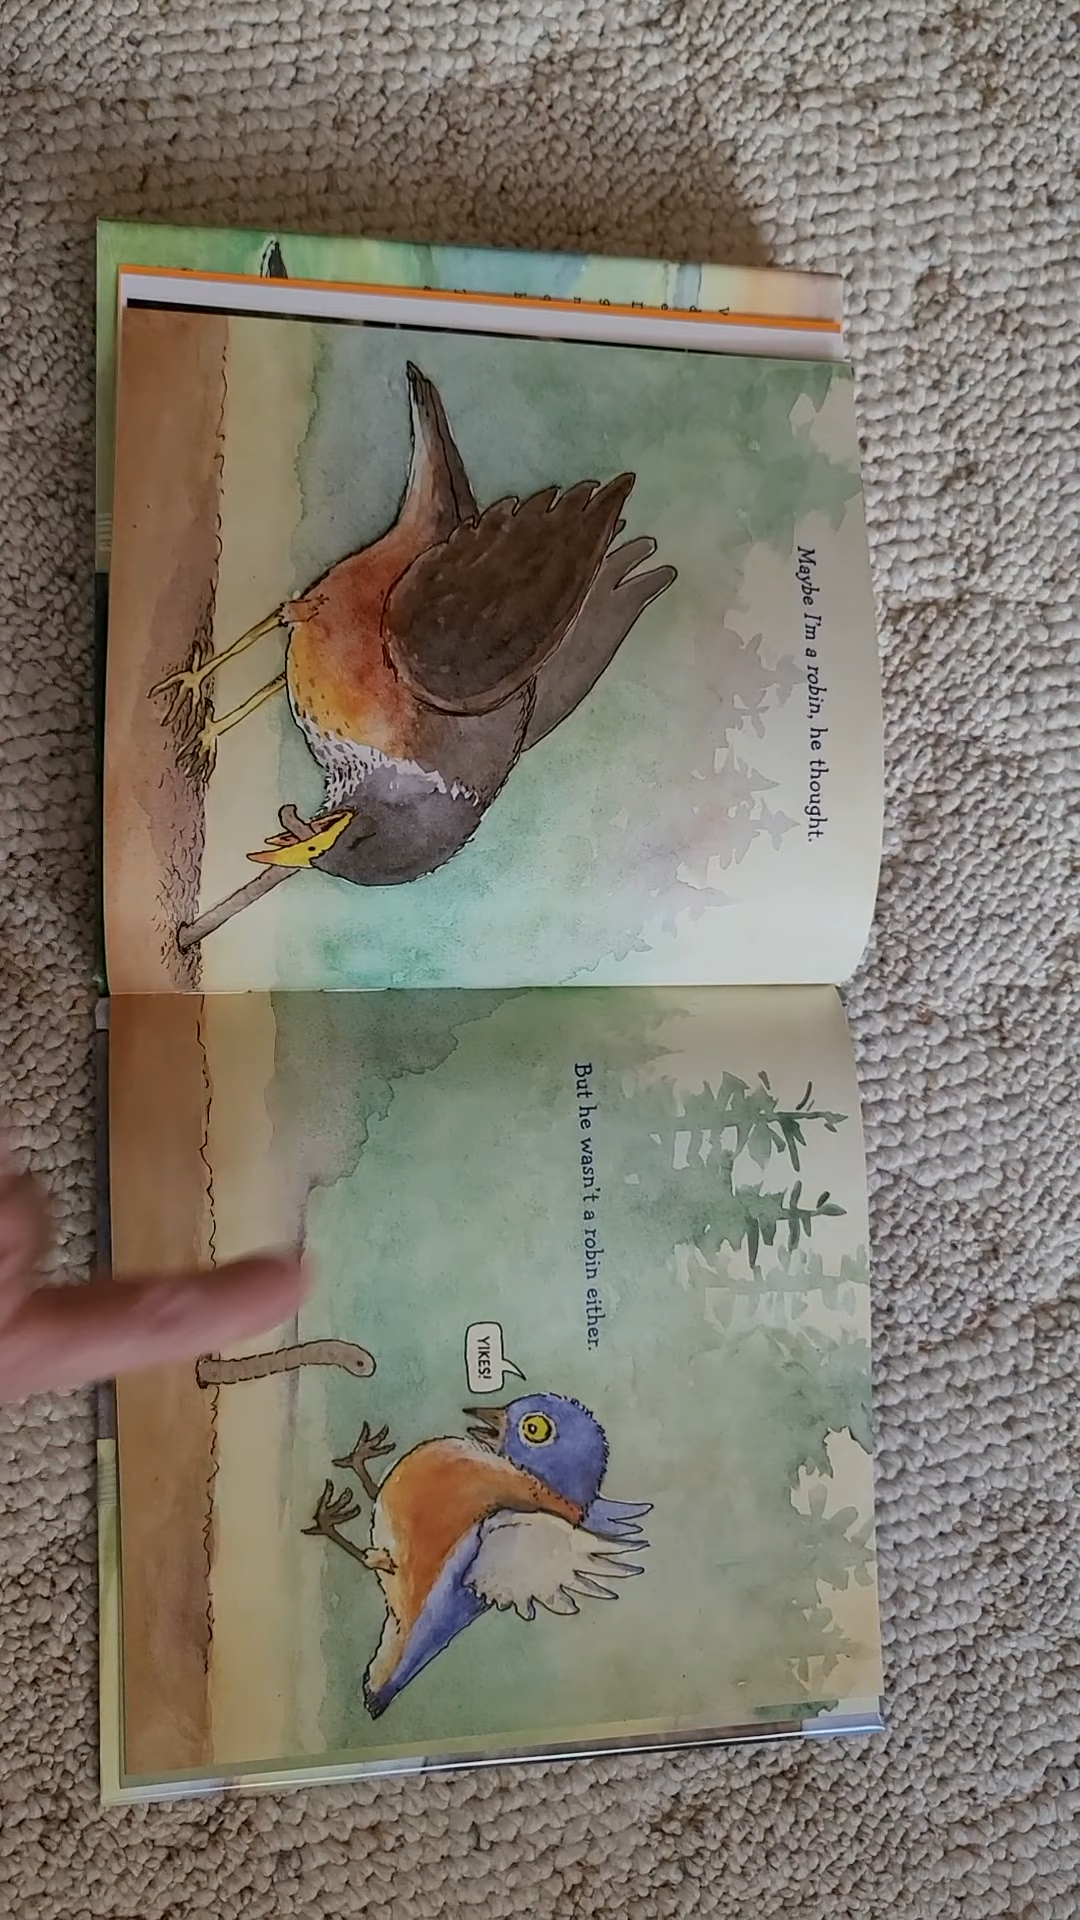 Maybe I'm a robin, he thought.
But he wasn't a robin either.
YIKES!